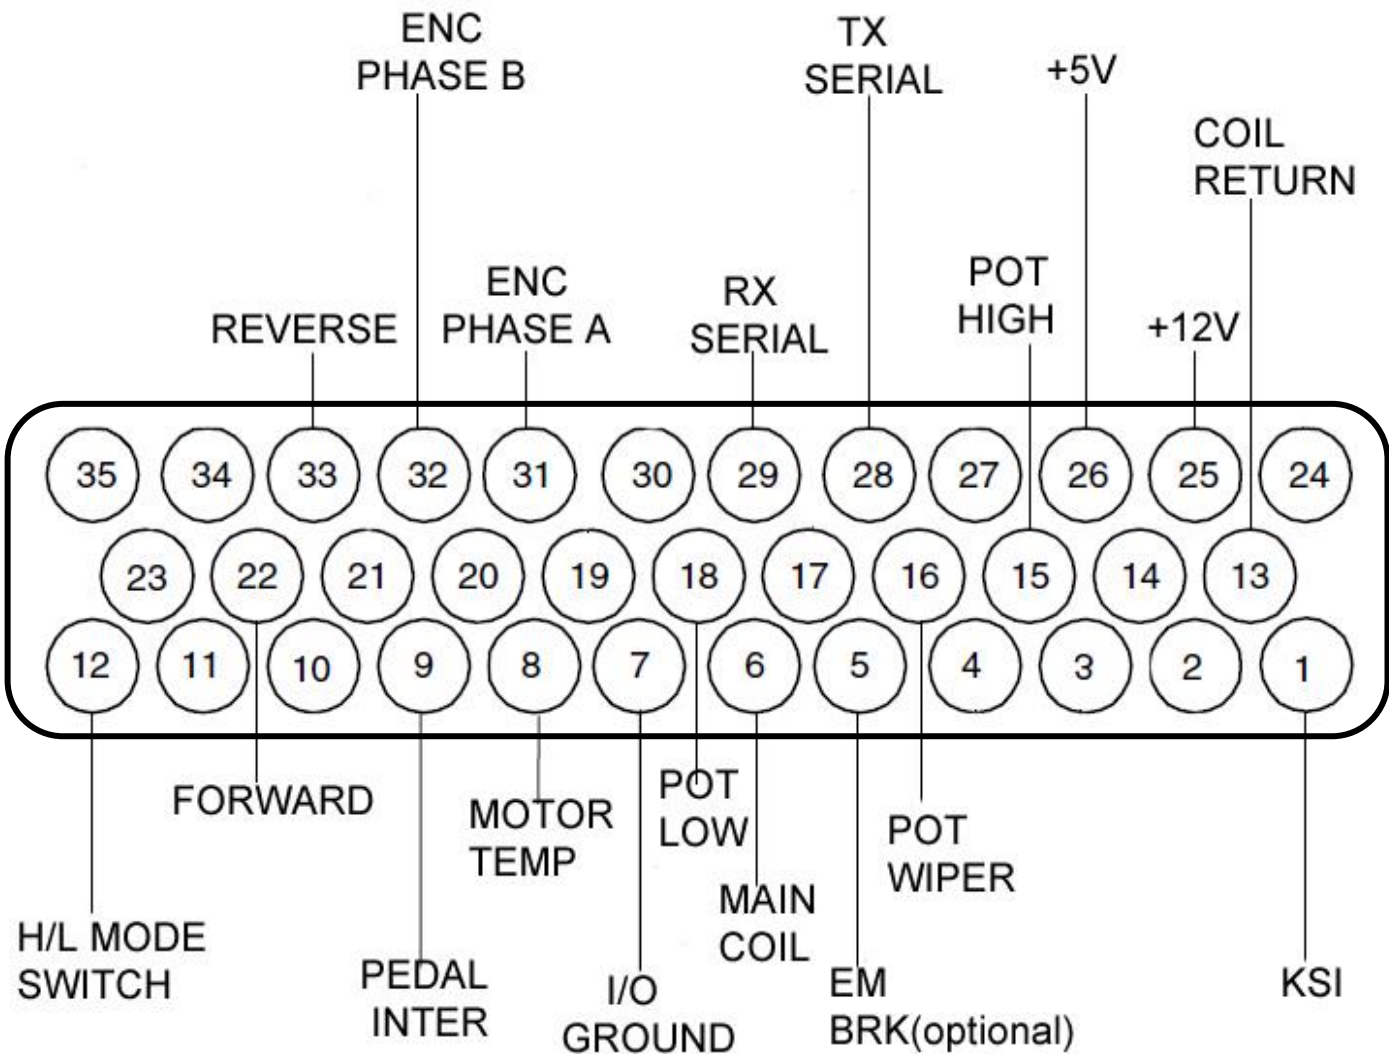 ENC
PHASE B
TX
SERIAL
+5V
COIL
RETURN
ENC
PHASE A
REVERSE
RX
SERIAL
POT
HIGH
+12V
35 34 33 32 31 30 29 28 27 26 25 24
23 22 21 20 19 18 17 16 15 14 13
12 11 10 9 8 7 6 5 4 3 2 1
FORWARD
MOTOR
TEMP
POT
LOW
POT
WIPER
MAIN
COIL
H/L MODE
SWITCH
PEDAL
INTER
I/O
GROUND
EM
BRK(optional)
KSI